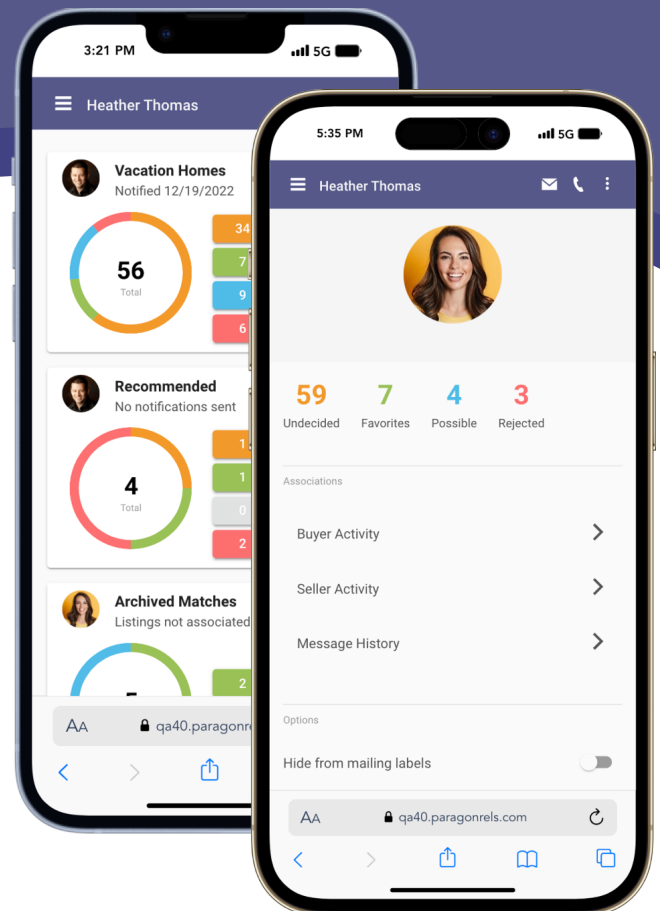 3:21 PM
5G
Heather Thomas
Vacation Homes
Notified 12/19/2022
56
Total
34
7
9
6
Recommended
No notifications sent
4
Total
1
1
0
2
Archived Matches
Listings not associated
2
AA
qa40.paragonre
5:35 PM
5G
Heather Thomas
59 7 4 3
Undecided Favorites Possible Rejected
Associations
Buyer Activity
Seller Activity
Message History
Options
Hide from mailing labels
AA
qa40.paragonrels.com